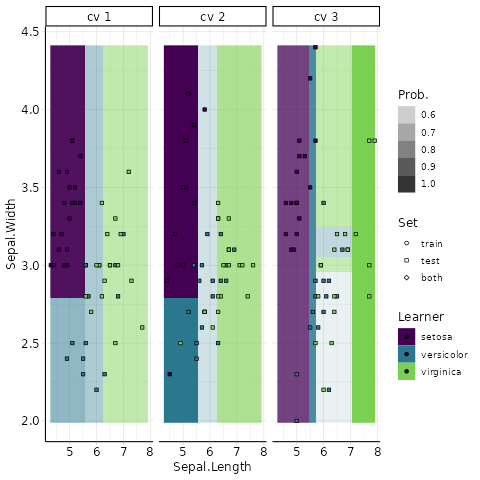 cv 1 cv 2 cv 3
4.5
4.0
3.5
3.0
2.5
2.0
Sepal.Width
5 6 7 8 5 6 7 8 5 6 7 8
Sepal.Length
Prob.
0.6
0.7
0.8
0.9
1.0
Set
train
test
both
Learner
setosa
versicolor
virginica